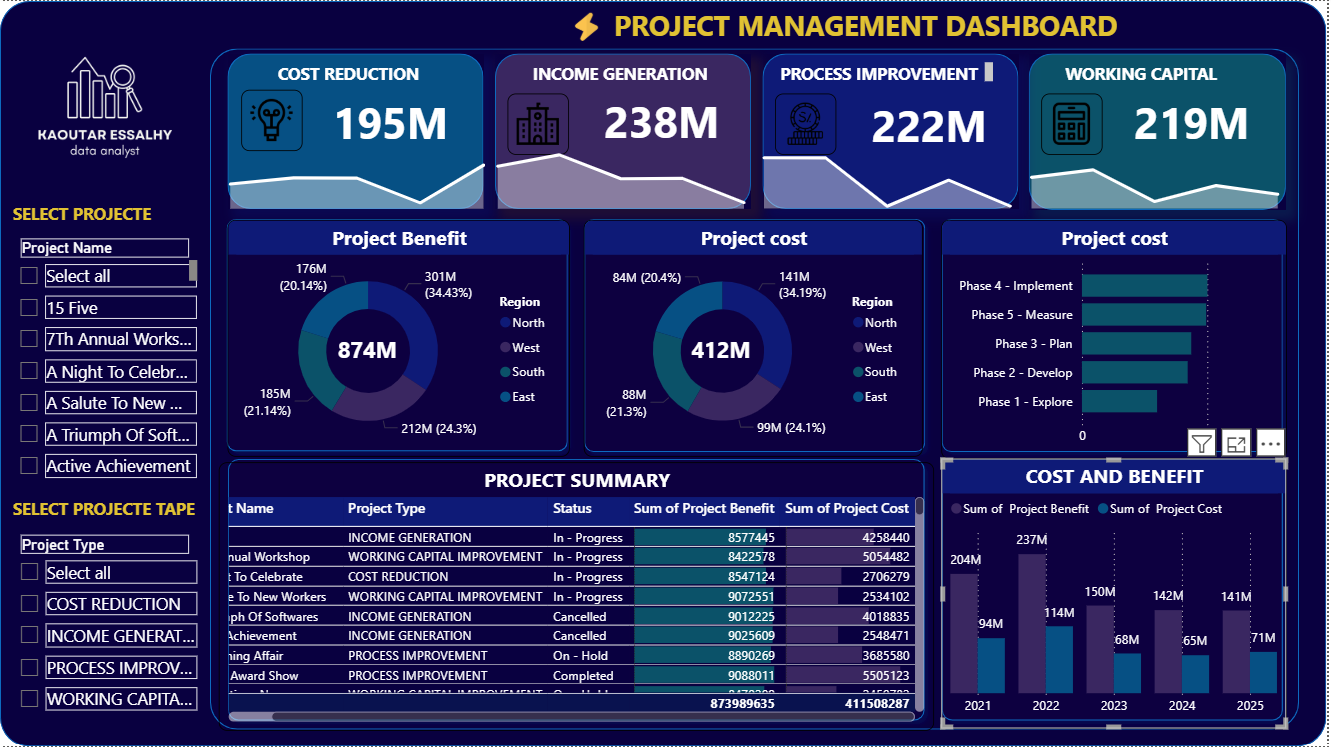 ⚡ PROJECT MANAGEMENT DASHBOARD
KAOUTAR ESSALHY
data analyst
COST REDUCTION
195M
INCOME GENERATION
238M
PROCESS IMPROVEMENT
S/
222M
WORKING CAPITAL
219M
SELECT PROJECTE
Project Name
Select all
15 Five
7Th Annual Works...
A Night To Celebr...
A Salute To New ...
A Triumph Of Soft...
Active Achievement
SELECT PROJECTE TAPE
Project Type
Select all
COST REDUCTION
INCOME GENERAT...
PROCESS IMPROV...
WORKING CAPITA...
Project Benefit
176M
(20.14%)
301M
(34.43%)
874M
185M
(21.14%)
212M (24.3%)
Region
North
West
South
East
Project cost
84M (20.4%)
141M
(34.19%)
412M
88M
(21.3%)
99M (24.1%)
Region
North
West
South
East
Project cost
Phase 4 - Implement
Phase 5 - Measure
Phase 3 - Plan
Phase 2 - Develop
Phase 1 - Explore
0
PROJECT SUMMARY
t Name Project Type Status Sum of Project Benefit Sum of Project Cost
INCOME GENERATION In - Progress 8577445 4258440
nual Workshop WORKING CAPITAL IMPROVEMENT In - Progress 8422578 5054482
t To Celebrate COST REDUCTION In - Progress 8547124 2706279
e To New Workers WORKING CAPITAL IMPROVEMENT In - Progress 9072551 2534102
ph Of Softwares INCOME GENERATION Cancelled 9012225 4018835
Achievement INCOME GENERATION Cancelled 9025609 2548471
ning Affair PROCESS IMPROVEMENT On - Hold 8890269 3685580
Award Show PROCESS IMPROVEMENT Completed 9088011 5505123
873989635 411508287
COST AND BENEFIT
Sum of Project Benefit Sum of Project Cost
204M
94M
237M
114M
150M
68M
142M
65M
141M
71M
2021 2022 2023 2024 2025